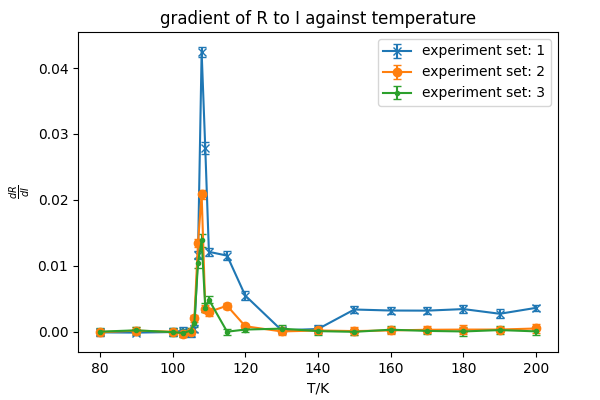 gradient of R to I against temperature
experiment set: 1
experiment set: 2
experiment set: 3
0.04
0.03
0.02
0.01
0.00
dR
dI
80 100 120 140 160 180 200
T/K